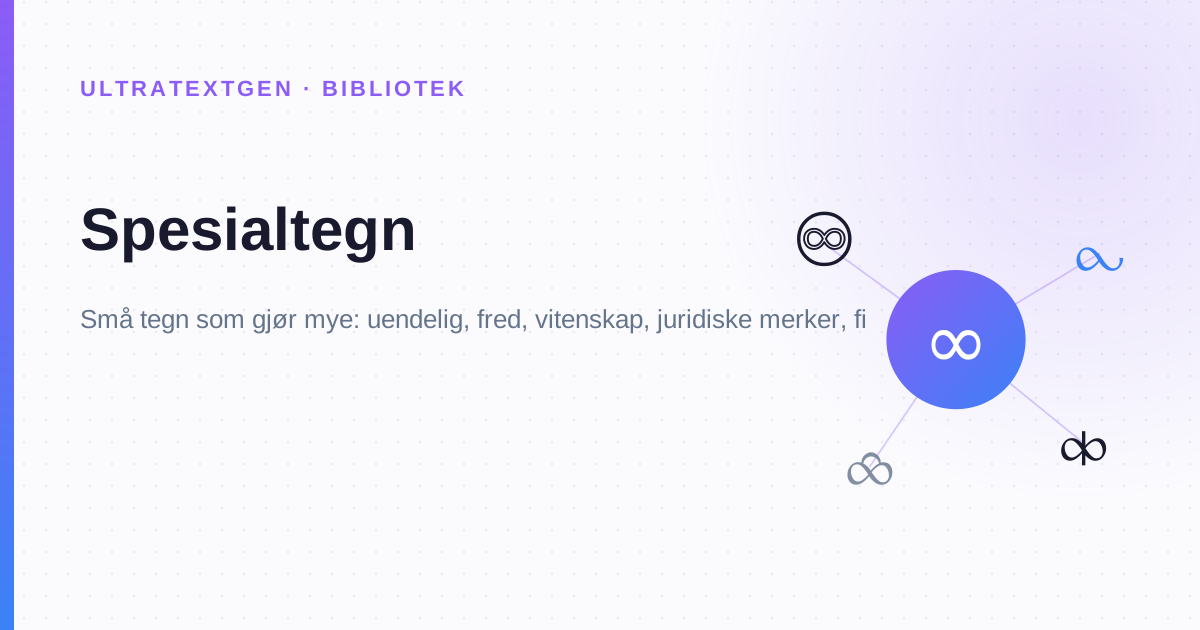 ULTRATEXTGEN · BIBLIOTEK
Spesialtegn
Små tegn som gjør mye: uendelig, fred, vitenskap, juridiske merker, fi
♾
∝
∞
⧝
⧞